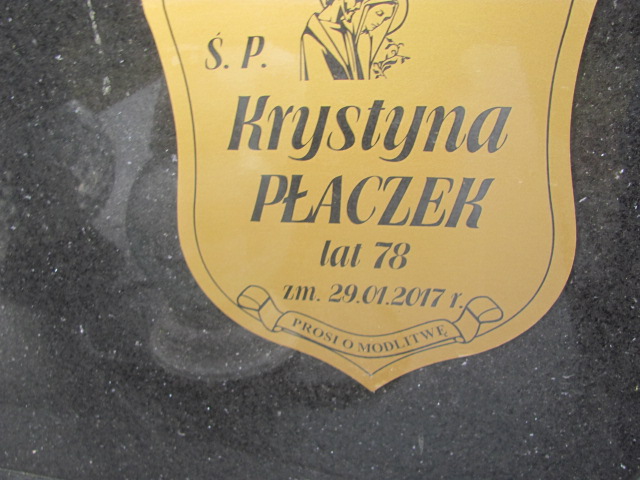 Ś. P.
Krystyna
PŁACZEK
lat 78
zm. 29.01.2017 r.
PROSI O MODLITWĘ